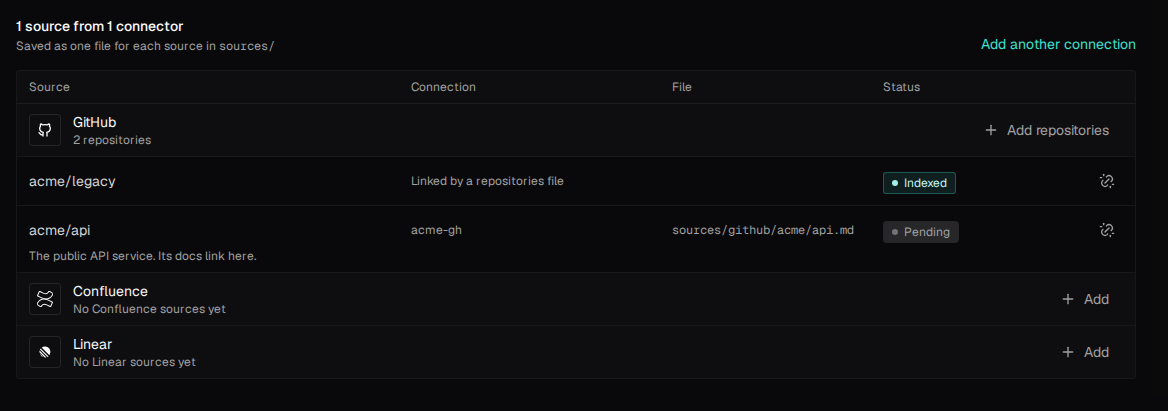 1 source from 1 connector
Saved as one file for each source in sources/
Add another connection
Source Connection File Status
GitHub
2 repositories
Add repositories
acme/legacy Linked by a repositories file Indexed
acme/api acme-gh sources/github/acme/api.md Pending
The public API service. Its docs link here.
Confluence
No Confluence sources yet
Add
Linear
No Linear sources yet
Add